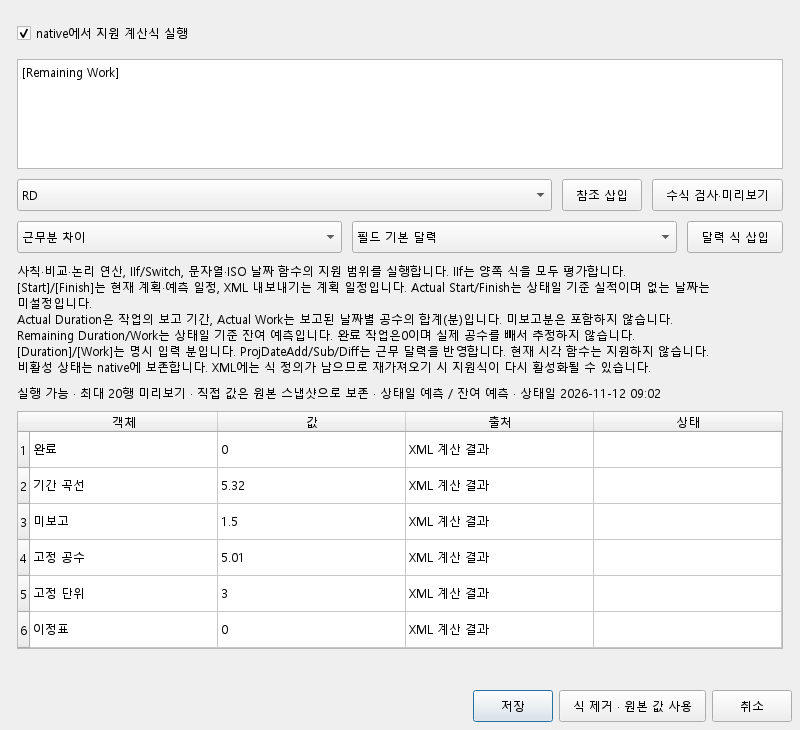 native에서 지원 계산식 실행
[Remaining Work]
RD
참조 삽입
수식 검사·미리보기
근무분 차이
필드 기본 달력
달력 식 삽입
사칙·비교·논리 연산, IIf/Switch, 문자열·ISO 날짜 함수의 지원 범위를 실행합니다. IIf는 양쪽 식을 모두 평가합니다.
[Start]/[Finish]는 현재 계획·예측 일정, XML 내보내기는 계획 일정입니다. Actual Start/Finish는 상태일 기준 실적이며 없는 날짜는
미설정입니다.
Actual Duration은 작업의 보고 기간, Actual Work는 보고된 날짜별 공수의 합계(분)입니다. 미보고분은 포함하지 않습니다.
Remaining Duration/Work는 상태일 기준 잔여 예측입니다. 완료 작업은0이며 실제 공수를 빼서 추정하지 않습니다.
[Duration]/[Work]는 명시 입력 분입니다. ProjDateAdd/Sub/Diff는 근무 달력을 반영합니다. 현재 시각 함수는 지원하지 않습니다.
비활성 상태는 native에 보존합니다. XML에는 식 정의가 남으므로 재가져오기 시 지원식이 다시 활성화될 수 있습니다.
실행 가능 · 최대 20행 미리보기 · 직접 값은 원본 스냅샷으로 보존 · 상태일 예측 / 잔여 예측 · 상태일 2026-11-12 09:02
객체 값 출처 상태
1 완료 0 XML 계산 결과
2 기간 곡선 5.32 XML 계산 결과
3 미보고 1.5 XML 계산 결과
4 고정 공수 5.01 XML 계산 결과
5 고정 단위 3 XML 계산 결과
6 이정표 0 XML 계산 결과
저장
식 제거 · 원본 값 사용
취소